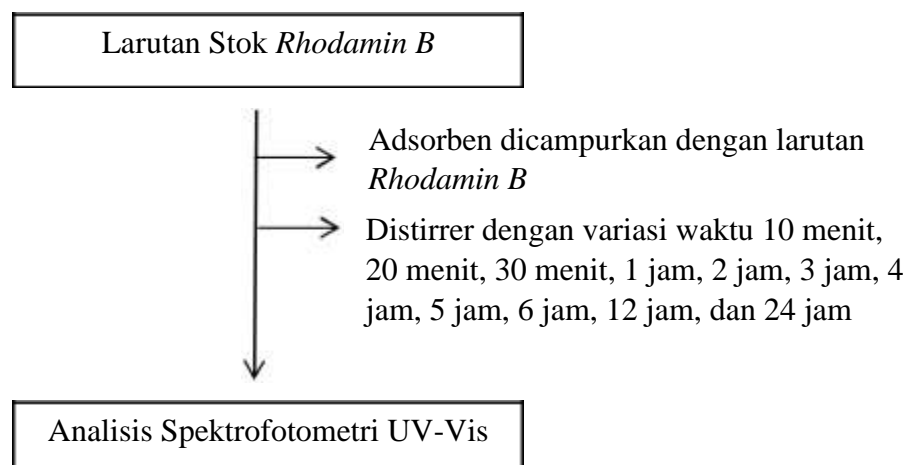 Larutan Stok Rhodamin B
Adsorben dicampurkan dengan larutan
Rhodamin B
Distirrer dengan variasi waktu 10 menit,
20 menit, 30 menit, 1 jam, 2 jam, 3 jam, 4
jam, 5 jam, 6 jam, 12 jam, dan 24 jam
Analisis Spektrofotometri UV-Vis